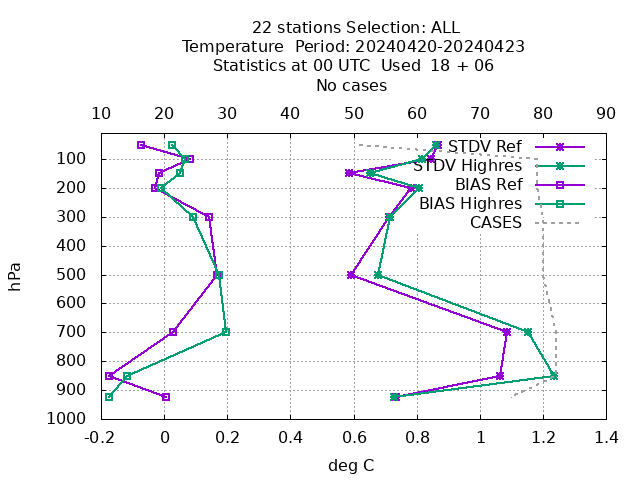 22 stations Selection: ALL
Temperature  Period: 20240420-20240423
Statistics at 00 UTC  Used  18 + 06
No cases
10 20 30 40 50 60 70 80 90
STDV Ref
STDV Highres
BIAS Ref
BIAS Highres
CASES
hPa
100
200
300
400
500
600
700
800
900
1000
-0.2 0 0.2 0.4 0.6 0.8 1 1.2 1.4
deg C